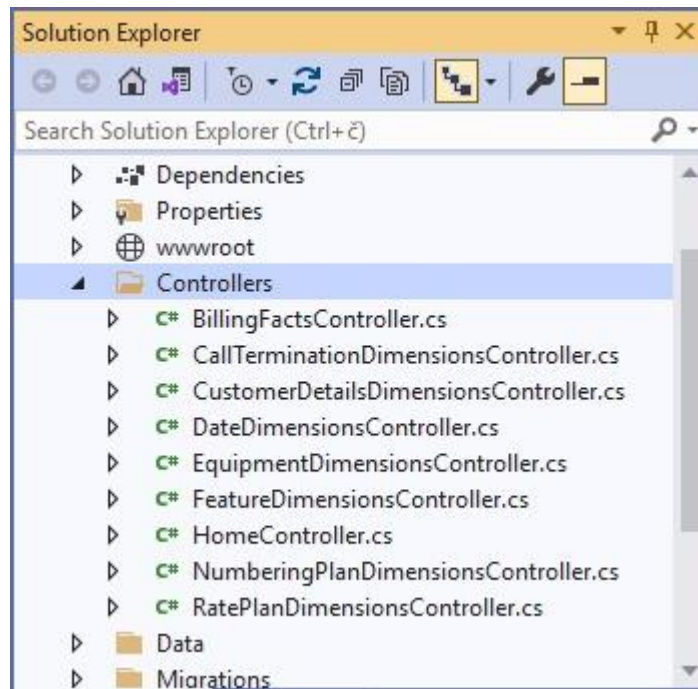 Solution Explorer
Search Solution Explorer (Ctrl+č)
Dependencies
Properties
wwwroot
Controllers
C# BillingFactsController.cs
C# CallTerminationDimensionsController.cs
C# CustomerDetailsDimensionsController.cs
C# DateDimensionsController.cs
C# EquipmentDimensionsController.cs
C# FeatureDimensionsController.cs
C# HomeController.cs
C# NumberingPlanDimensionsController.cs
C# RatePlanDimensionsController.cs
Data
Migrations